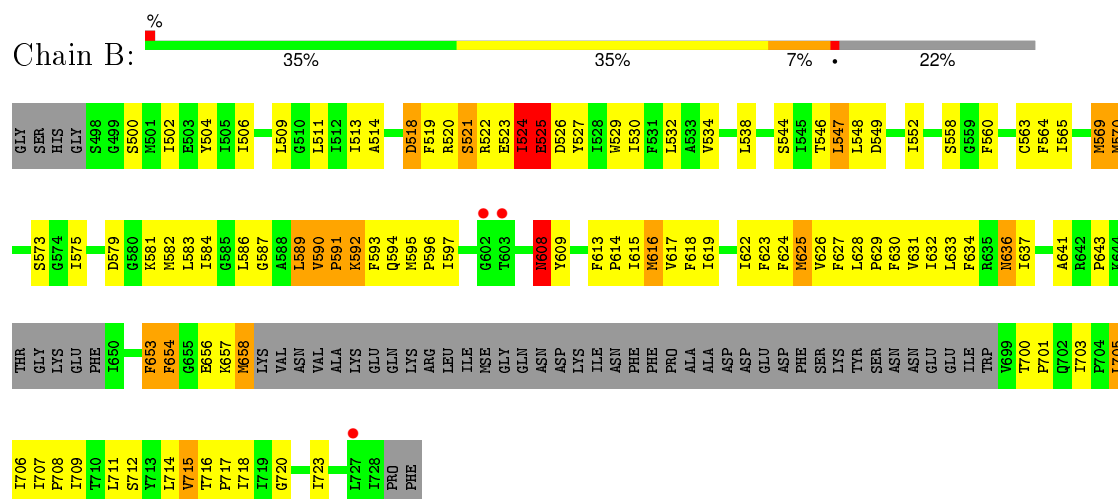 %
Chain B:
35% 35% 7% • 22%
GLY SER HIS GLY S498 G499 S500 M501 I502 E503 Y504 I505 I506 L509 G510 L511 I512 I513 A514 D518 F519 R520 S521 R522 E523 I524 E525 D526 Y527 I528 W529 I530 F531 L532 A533 V534 L538 S544 I545 T546 L547 L548 D549 I552 S558 G559 F560 C563 F564 I565 M569 M570
S573 G574 I575 D579 G580 K581 M582 L583 I584 G585 L586 G587 A588 L589 V590 P591 K592 F593 Q594 M595 P596 I597 G602 T603 N608 Y609 F613 P614 I615 M616 V617 F618 I619 I622 F623 F624 M625 V626 F627 L628 P629 F630 V631 I632 L633 F634 R635 N636 I637 A641 R642 P643 K644
THR GLY LYS GLU PHE I650 F653 F654 G655 E656 K657 M658 LYS VAL ASN VAL ALA LYS GLU GLN LYS ARG LEU ILE MSE GLY GLN ASN ASP LYS ILE ASN PHE PHE PRO ALA ALA ASP ASP GLU ASP PHE SER LYS TYR SER ASN ASN GLU GLU ILE TRP V699 T700 P701 Q702 I703 P704 L705
I706 I707 P708 I709 T710 L711 S712 Y713 L714 V715 T716 P717 I718 I719 G720 I723 L727 I728 PRO PHE